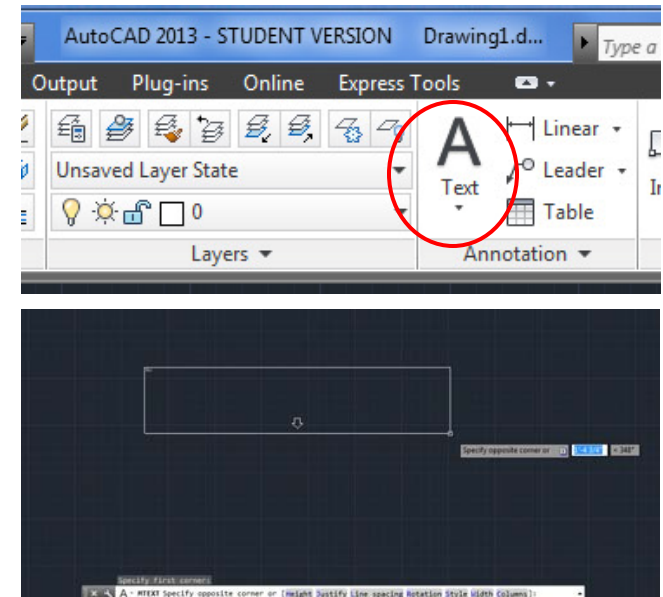 AutoCAD 2013 - STUDENT VERSION Drawing1.d... Type a
Output Plug-ins Online Express Tools
Unsaved Layer State
0
Layers
A
Text
Linear
Leader
Table
Annotation
Specify opposite corner or
< 348°
Specify first corner:
A - MTEXT Specify opposite corner or [Height Justify Line spacing Rotation Style Width Columns]: